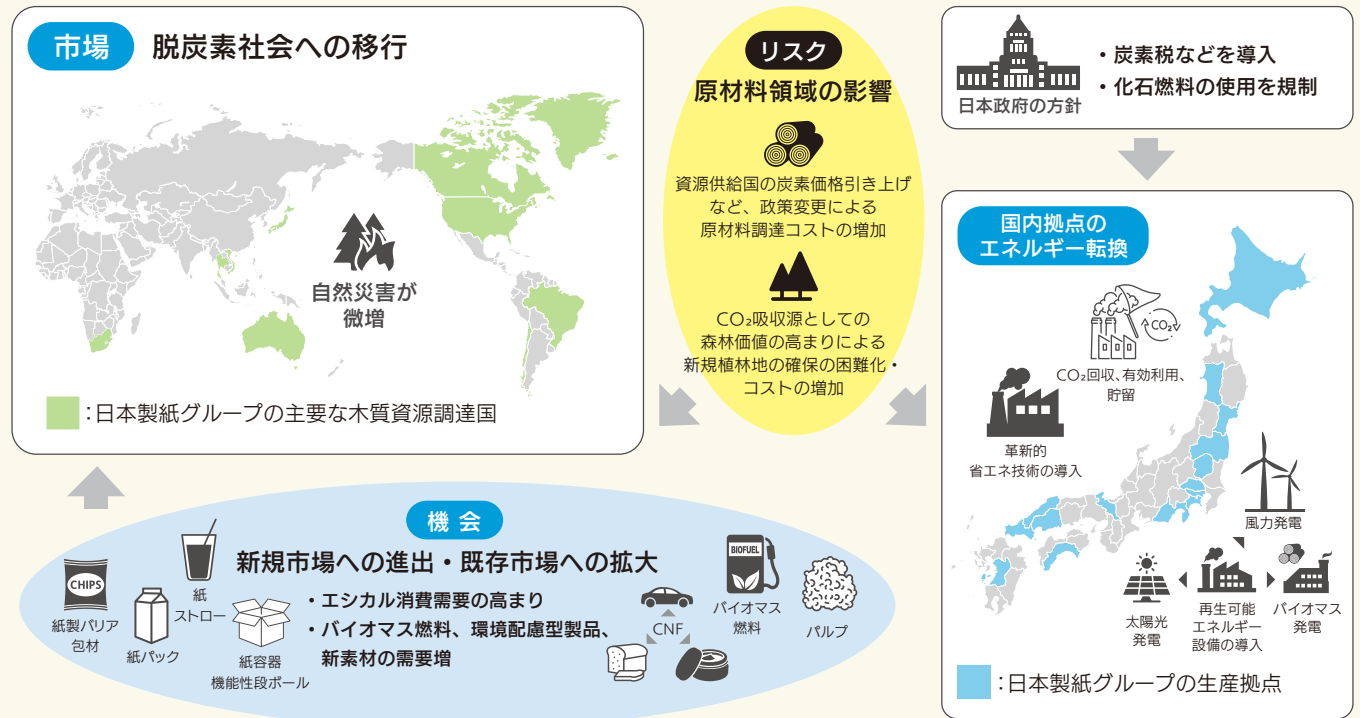 市場
脱炭素社会への移行
自然災害が
微増
:日本製紙グループの主要な木質資源調達国
リスク
原材料領域の影響
資源供給国の炭素価格引き上げ
など、政策変更による
原材料調達コストの増加
CO₂吸収源としての
森林価値の高まりによる
新規植林地の確保の困難化・
コストの増加
日本政府の方針
・炭素税などを導入
・化石燃料の使用を規制
国内拠点の
エネルギー転換
CO₂
CO₂回収、有効利用、
貯留
革新的
省エネ技術の導入
風力発電
太陽光
発電
再生可能
エネルギー
設備の導入
バイオマス
発電
:日本製紙グループの生産拠点
機会
新規市場への進出・既存市場への拡大
・エシカル消費需要の高まり
・バイオマス燃料、環境配慮型製品、
新素材の需要増
CHIPS
紙製バリア
包材
紙パック
紙
ストロー
紙容器
機能性段ボール
CNF
BIOFUEL
バイオマス
燃料
パルプ